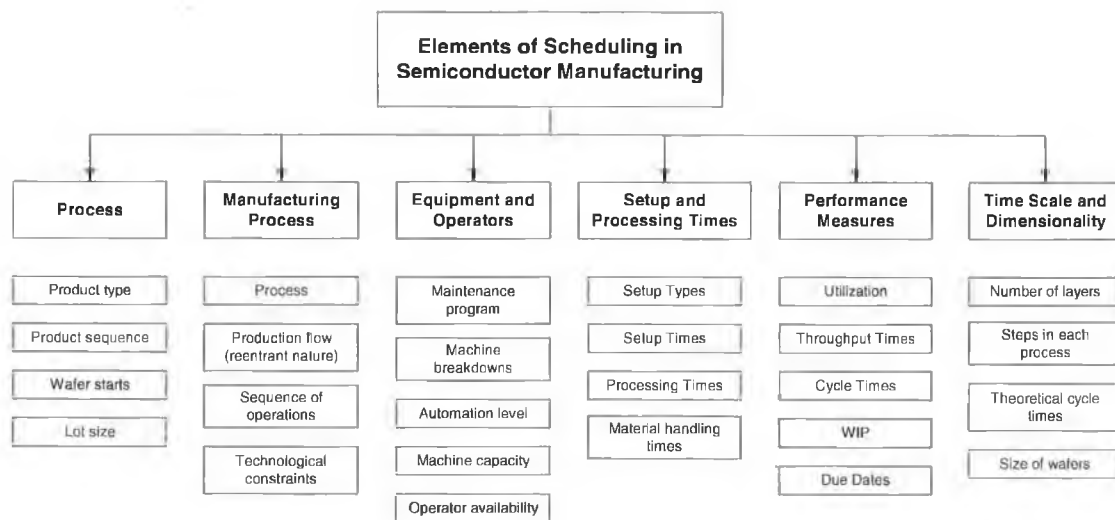 Elements of Scheduling in
Semiconductor Manufacturing
Process
Manufacturing
Process
Equipment and
Operators
Setup and
Processing Times
Performance
Measures
Time Scale and
Dimensionality
Product type
Product sequence
Wafer starts
Lot size
Process
Production flow
(reentrant nature)
Sequence of
operations
Technological
constraints
Maintenance
program
Machine
breakdowns
Automation level
Machine capacity
Operator availability
Setup Types
Setup Times
Processing Times
Material handling
times
Utilization
Throughput Times
Cycle Times
WIP
Due Dates
Number of layers
Steps in each
process
Theoretical cycle
times
Size of wafers